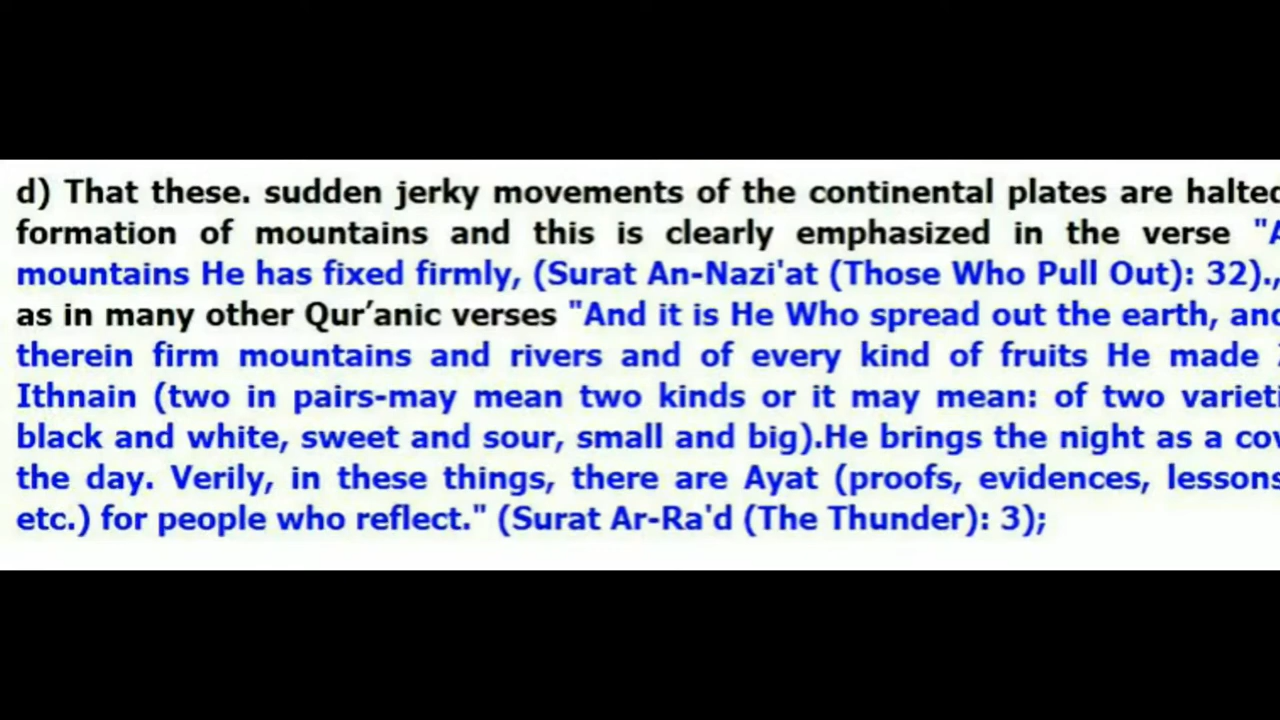 d) That these. sudden jerky movements of the continental plates are halted
formation of mountains and this is clearly emphasized in the verse "A
mountains He has fixed firmly, (Surat An-Nazi'at (Those Who Pull Out): 32).,
as in many other Qur’anic verses "And it is He Who spread out the earth, and
therein firm mountains and rivers and of every kind of fruits He made
Ithnain (two in pairs-may mean two kinds or it may mean: of two varieti
black and white, sweet and sour, small and big).He brings the night as a cov
the day. Verily, in these things, there are Ayat (proofs, evidences, lessons
etc.) for people who reflect." (Surat Ar-Ra'd (The Thunder): 3);